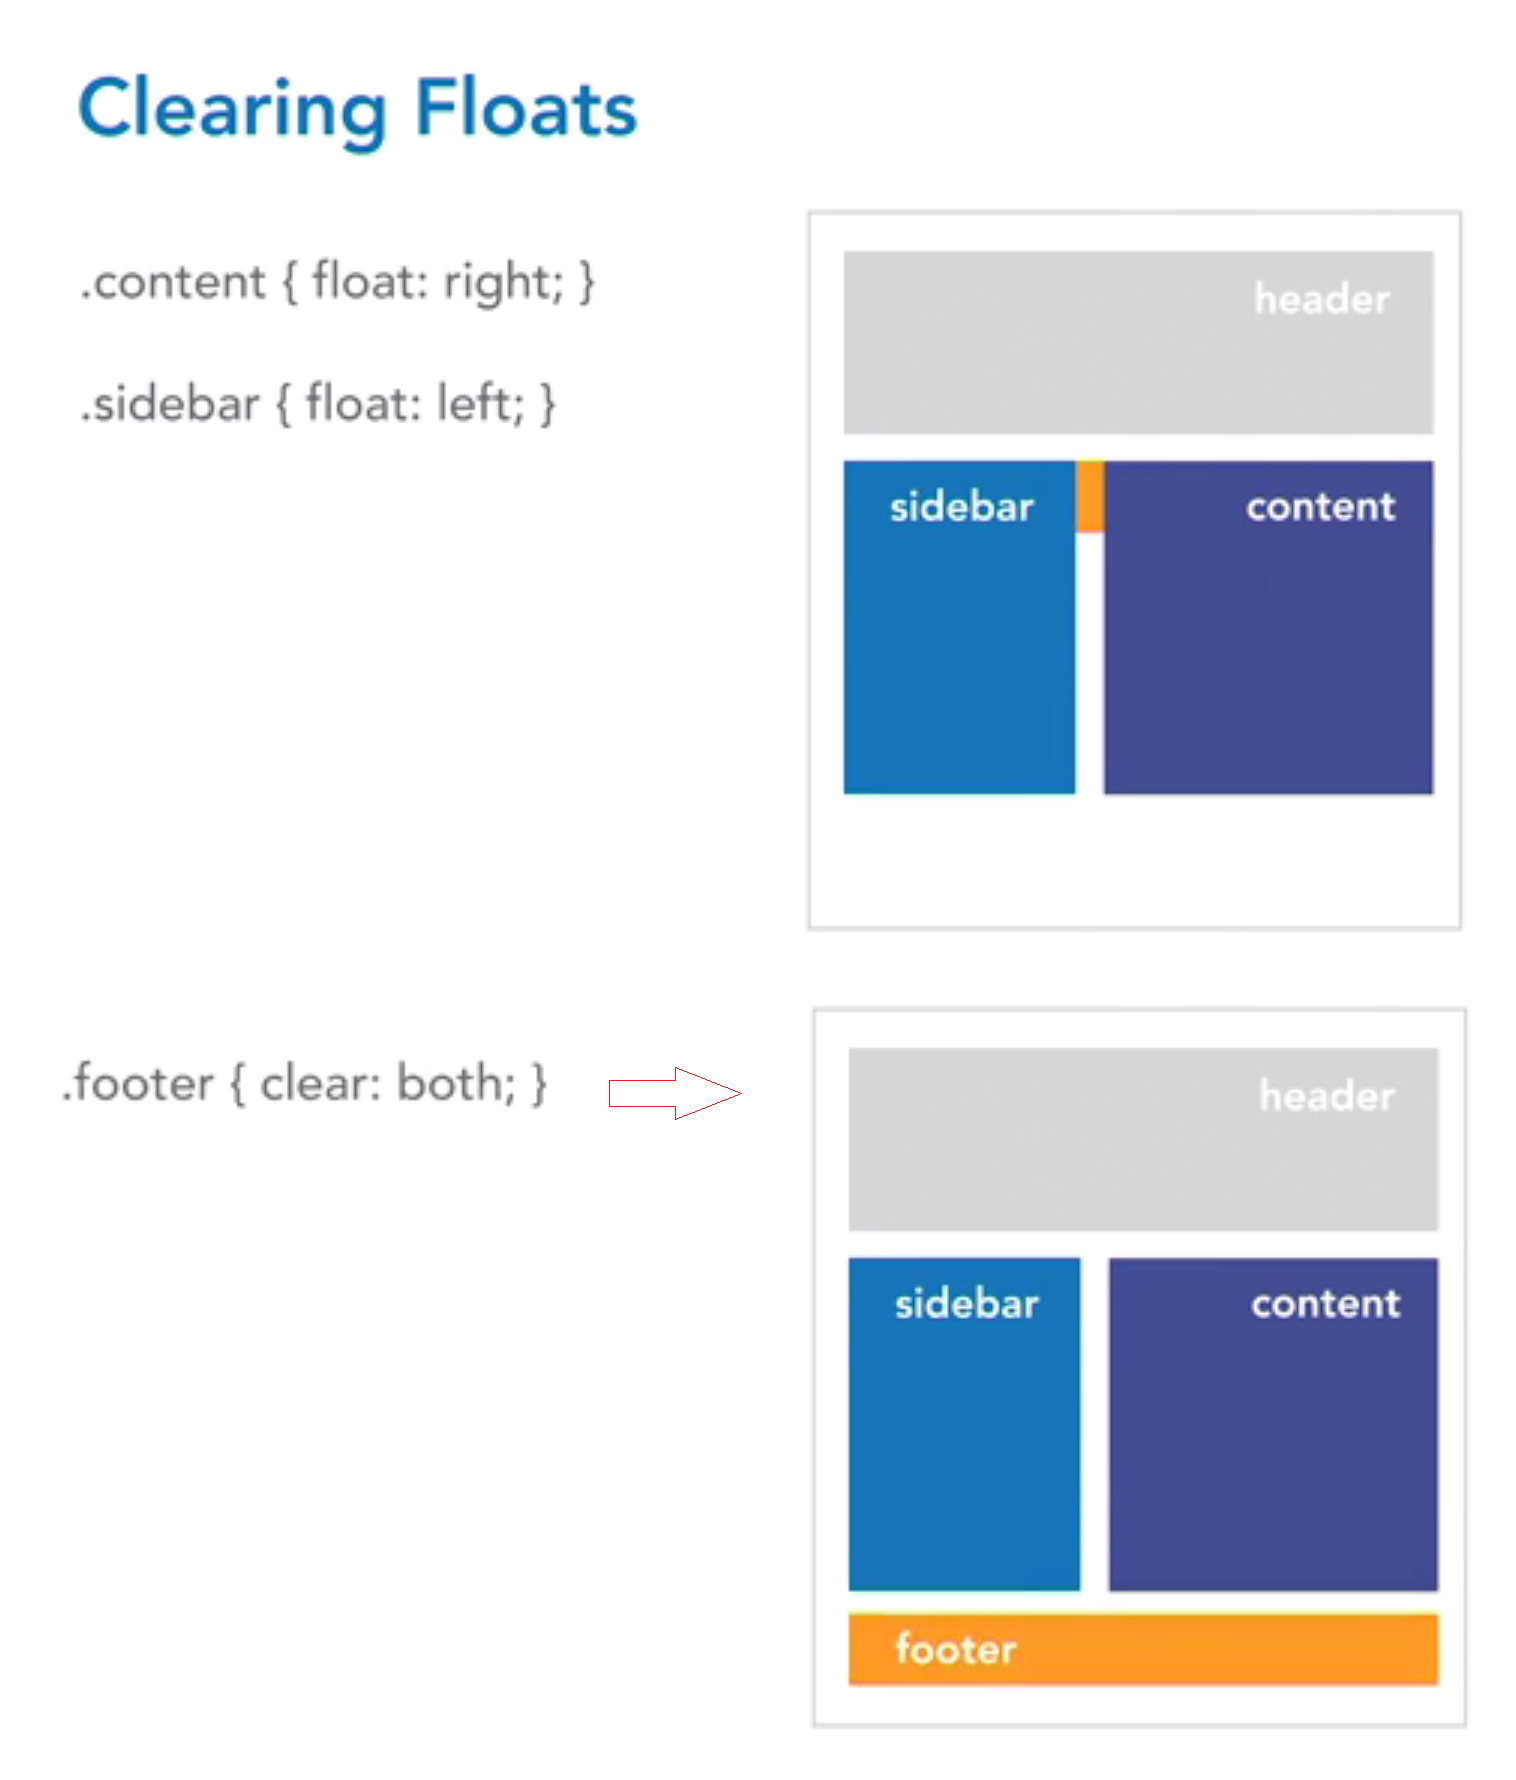 Clearing Floats
.content { float: right; }
.sidebar { float: left; }
header
sidebar
content
.footer { clear: both; }
header
sidebar
content
footer